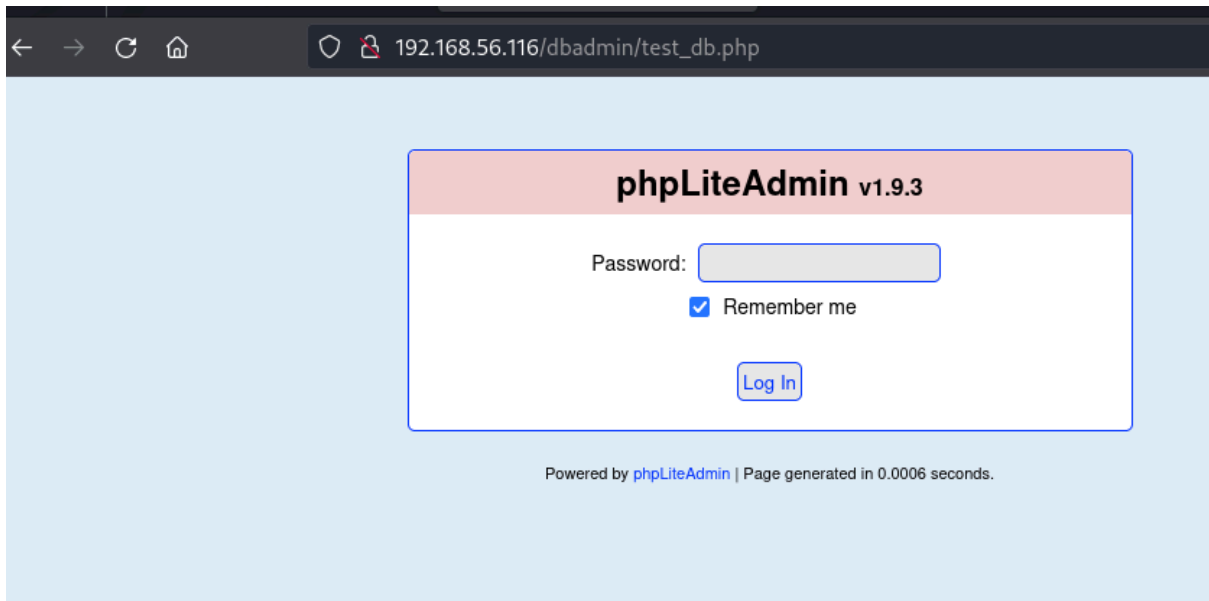 192.168.56.116/dbadmin/test_db.php
phpLiteAdmin v1.9.3
Password:
Remember me
Log In
Powered by phpLiteAdmin | Page generated in 0.0006 seconds.